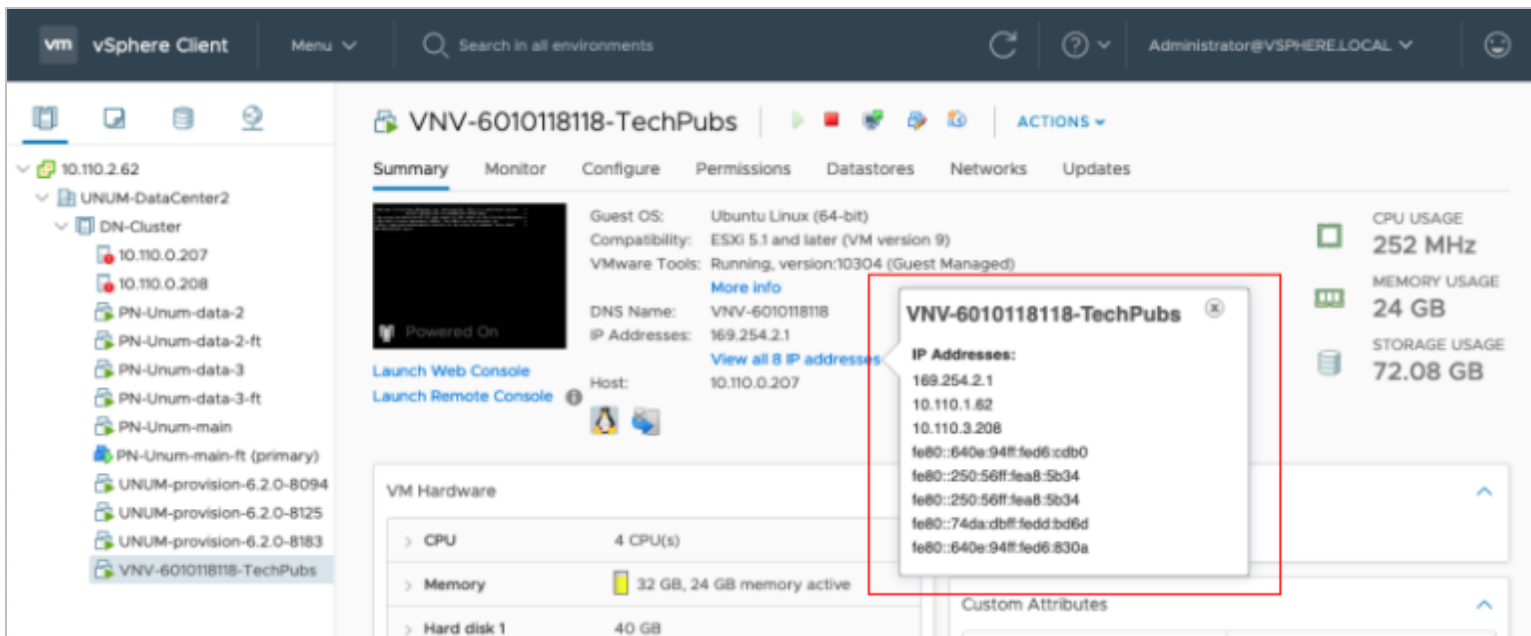 vm vSphere Client Menu Search in all environments Administrator@VSPHERE.LOCAL
10.110.2.62
UNUM-DataCenter2
DN-Cluster
10.110.0.207
10.110.0.208
PN-Unum-data-2
PN-Unum-data-2-ft
PN-Unum-data-3
PN-Unum-data-3-ft
PN-Unum-main
PN-Unum-main-ft (primary)
UNUM-provision-6.2.0-8094
UNUM-provision-6.2.0-8125
UNUM-provision-6.2.0-8183
VNV-6010118118-TechPubs
VNV-6010118118-TechPubs ACTIONS
Summary Monitor Configure Permissions Datastores Networks Updates
Powered On
Launch Web Console
Launch Remote Console
Guest OS: Ubuntu Linux (64-bit)
Compatibility: ESXi 5.1 and later (VM version 9)
VMware Tools: Running, version:10304 (Guest Managed)
More info
DNS Name: VNV-6010118118
IP Addresses: 169.254.2.1
View all 8 IP addresses
Host: 10.110.0.207
VNV-6010118118-TechPubs
IP Addresses:
169.254.2.1
10.110.1.62
10.110.3.208
fe80::640e:94ff:fed6:cdb0
fe80::250:56ff:fea8:5b34
fe80::250:56ff:fea8:5b34
fe80::74da:dbff:fedd:bd6d
fe80::640e:94ff:fed6:830a
CPU USAGE
252 MHz
MEMORY USAGE
24 GB
STORAGE USAGE
72.08 GB
VM Hardware
CPU 4 CPU(s)
Memory 32 GB, 24 GB memory active
Hard disk 1 40 GB
Custom Attributes